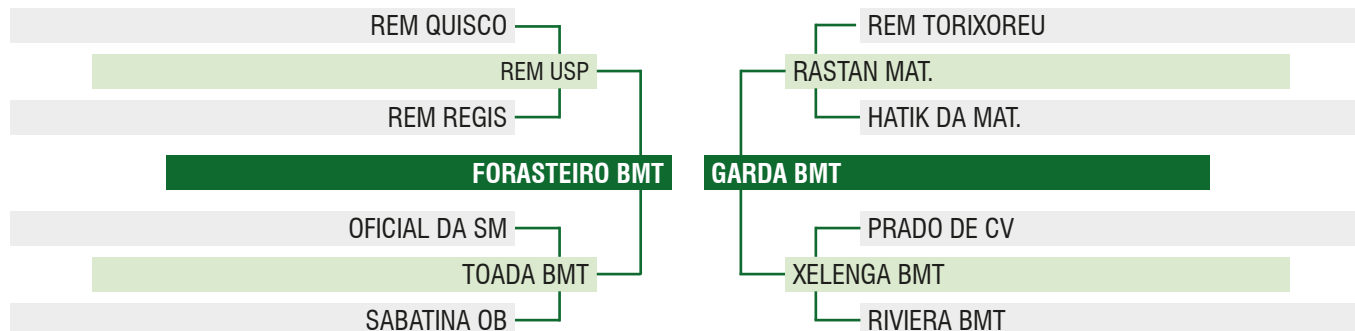 REM QUISCO
REM USP
REM REGIS
FORASTEIRO BMT
OFICIAL DA SM
TOADA BMT
SABATINA OB
REM TORIXOREU
RASTAN MAT.
HATIK DA MAT.
GARDA BMT
PRADO DE CV
XELENGA BMT
RIVIERA BMT